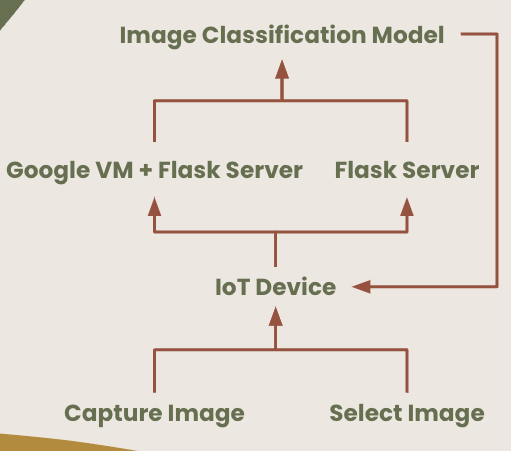 Image Classification Model
Google VM + Flask Server
Flask Server
IoT Device
Capture Image
Select Image